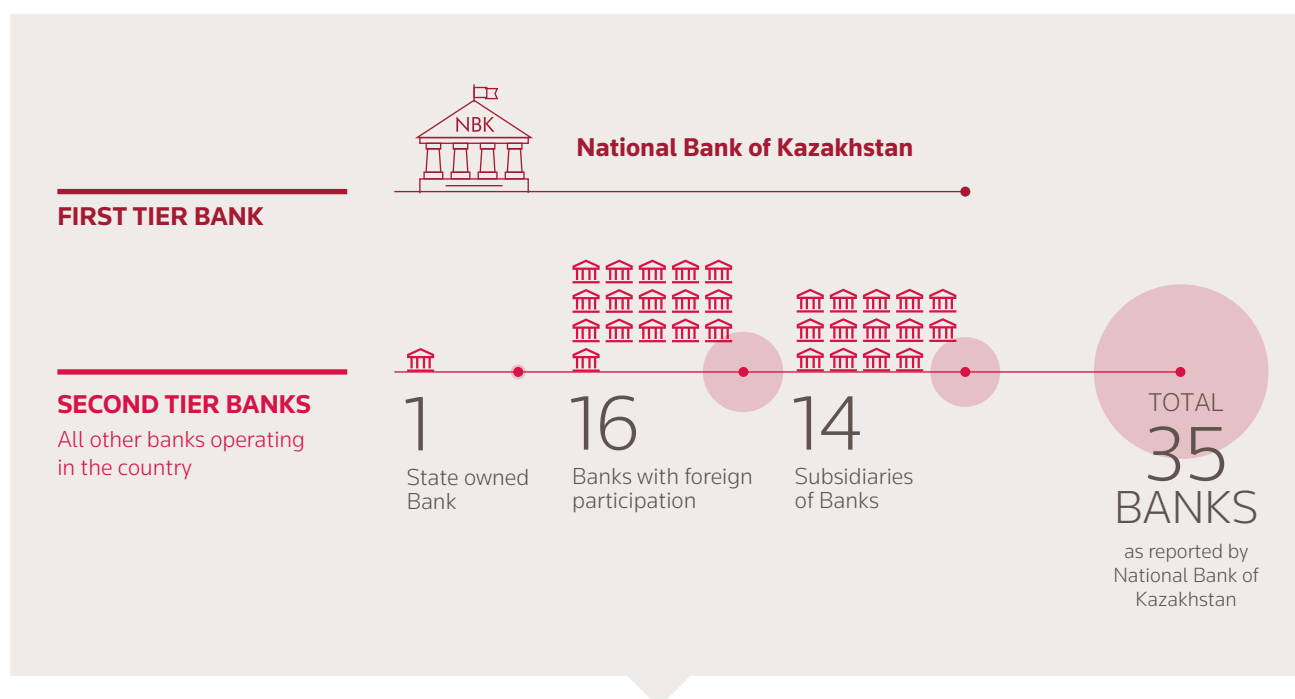 NBK
National Bank of Kazakhstan
FIRST TIER BANK
SECOND TIER BANKS
All other banks operating
in the country
1
State owned
Bank
16
Banks with foreign
participation
14
Subsidiaries
of Banks
TOTAL
35
BANKS
as reported by
National Bank of
Kazakhstan